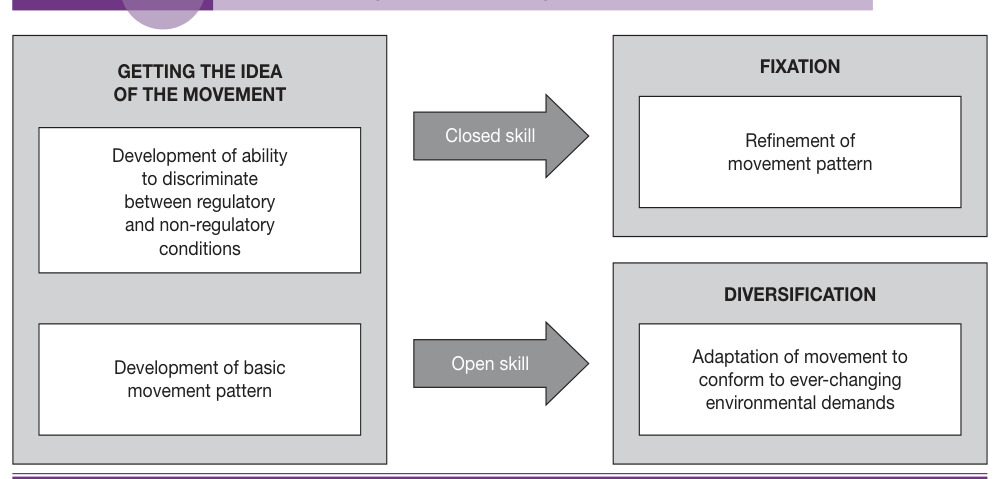 GETTING THE IDEA
OF THE MOVEMENT
Development of ability
to discriminate
between regulatory
and non-regulatory
conditions
Development of basic
movement pattern
Closed skill
Open skill
FIXATION
Refinement of
movement pattern
DIVERSIFICATION
Adaptation of movement to
conform to ever-changing
environmental demands